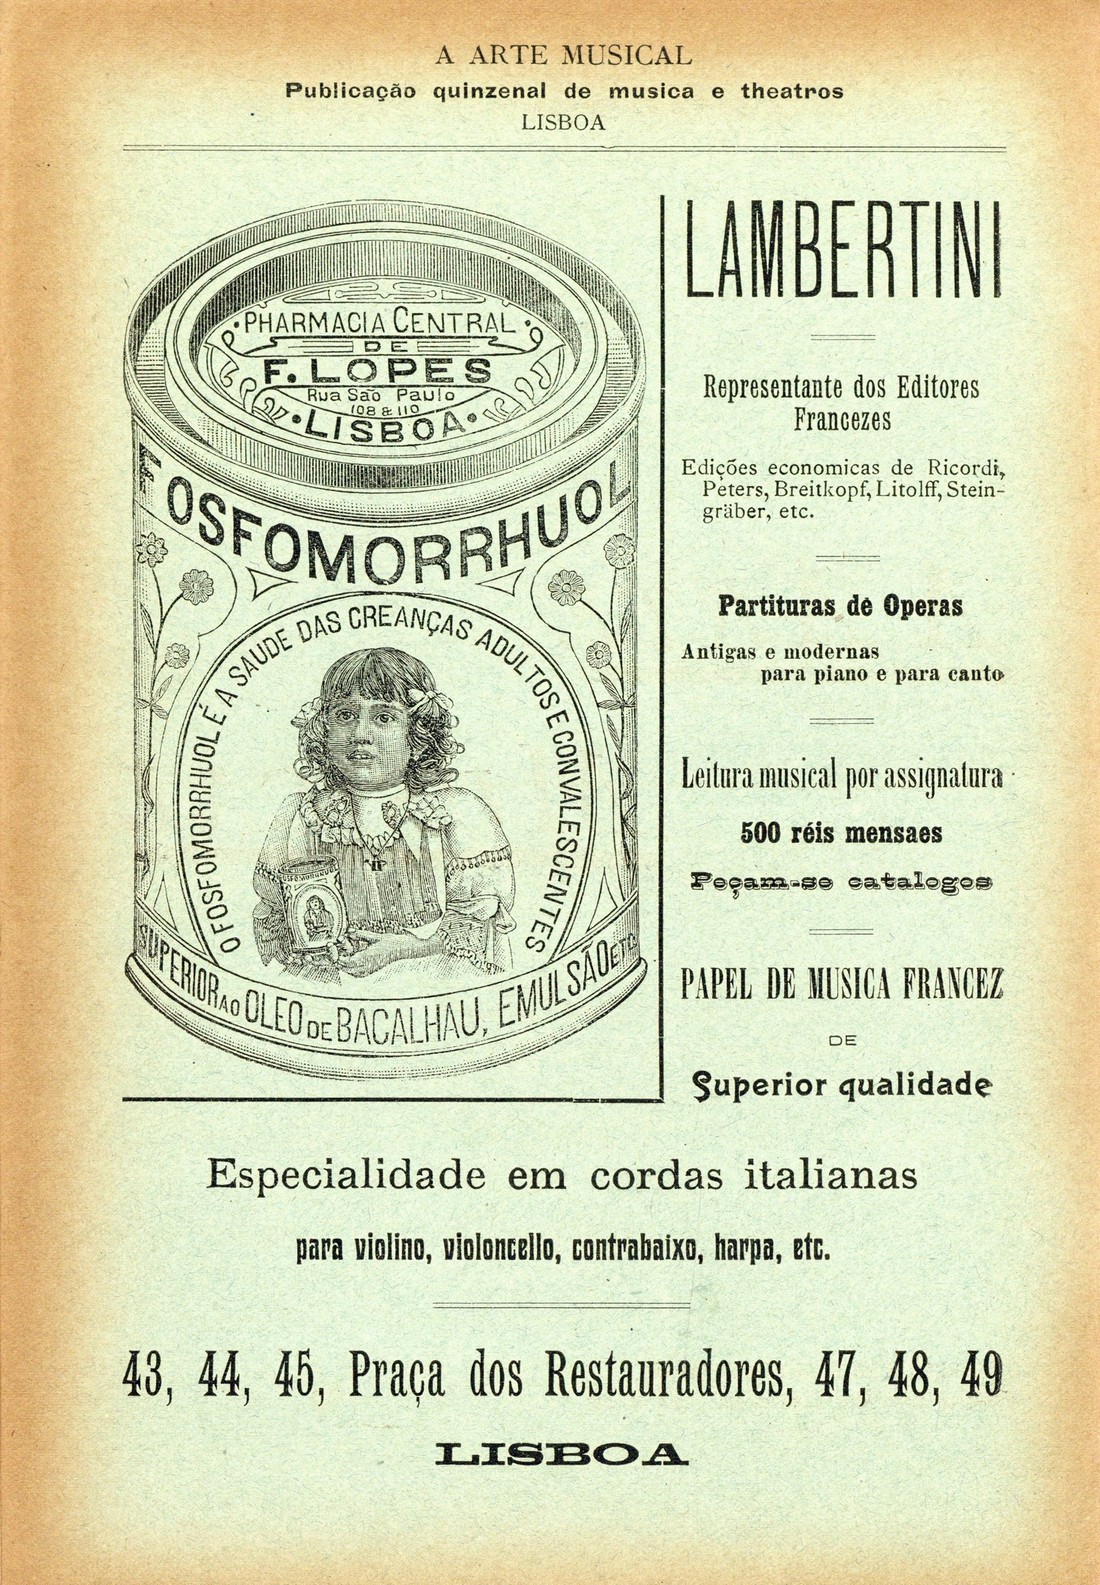 A ARTE MUSICAL
Publicação quinzenal de musica e theatros
LISBOA
PHARMACIA CENTRAL
DE
F. LOPES
Rua São Paulo
108 & 110
LISBOA
FOSFOMORRHUOL
O FOSFOMORRHUOL É A SAUDE DAS CREANÇAS ADULTOS E CONVALESCENTES
FOSFOMORRHUOL
SUPERIOR AO OLEO DE BACALHAU, EMULSÃO ETC.
LAMBERTINI
Representante dos Editores
Francezes
Edições economicas de Ricordi,
Peters, Breitkopf, Litolff, Stein-
gräber, etc.
Partituras de Operas
Antigas e modernas
para piano e para canto
Leitura musical por assignatura
500 réis mensaes
Peçam-se catalogos
PAPEL DE MUSICA FRANCEZ
DE
Superior qualidade
Especialidade em cordas italianas
para violino, violoncello, contrabaixo, harpa, etc.
43, 44, 45, Praça dos Restauradores, 47, 48, 49
LISBOA